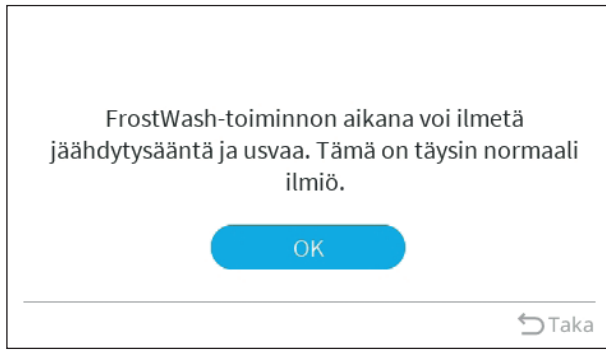 FrostWash-toiminnon aikana voi ilmetä
jäähdytysääntä ja usvaa. Tämä on täysin normaali
ilmiö.
OK
Taka